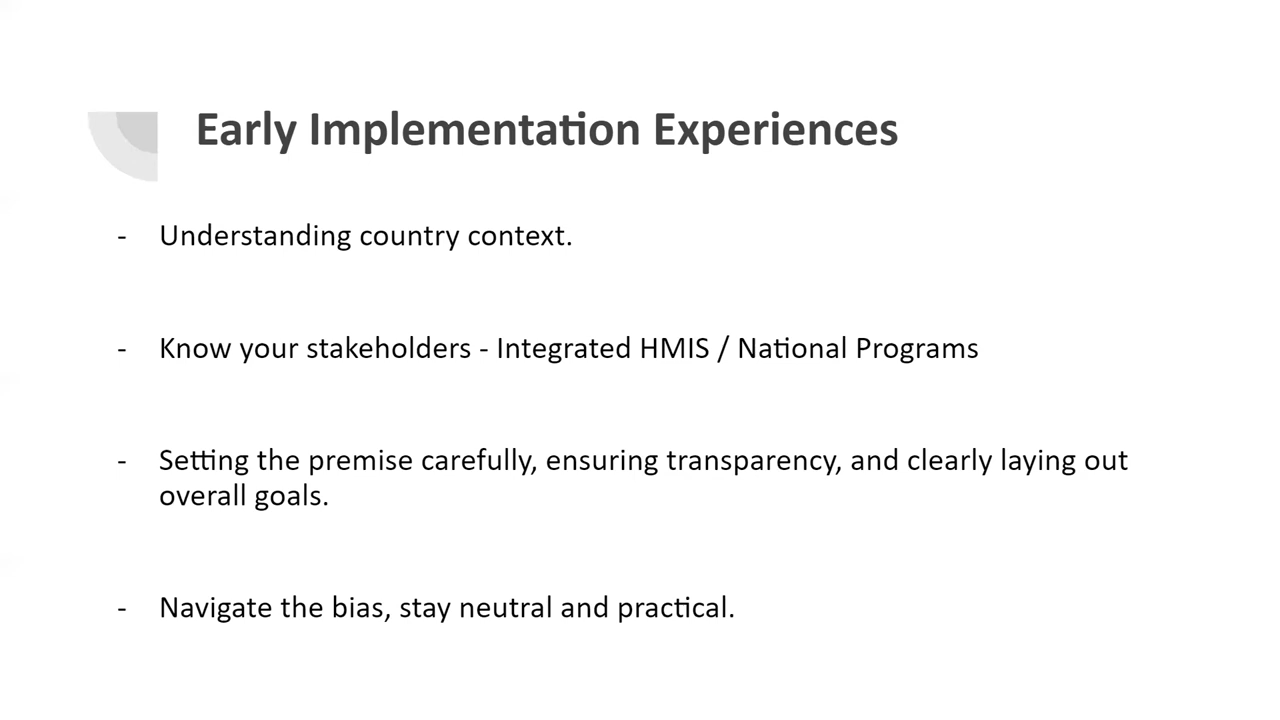 Early Implementation Experiences
- Understanding country context.
- Know your stakeholders - Integrated HMIS / National Programs
- Setting the premise carefully, ensuring transparency, and clearly laying out
overall goals.
- Navigate the bias, stay neutral and practical.